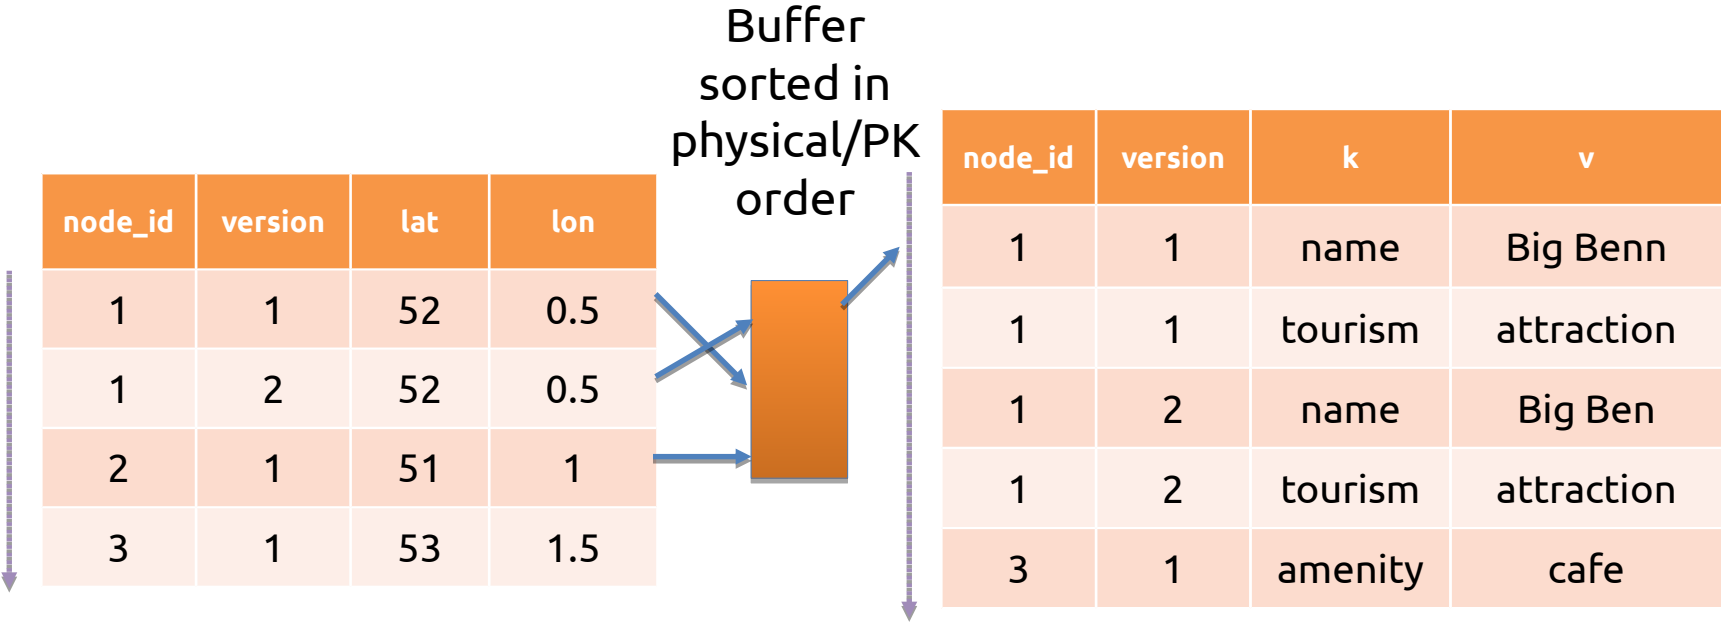 Buffer
sorted in
physical/PK
order
node_id version lat lon
1 1 52 0.5
1 2 52 0.5
2 1 51 1
3 1 53 1.5
node_id version k v
1 1 name Big Benn
1 1 tourism attraction
1 2 name Big Ben
1 2 tourism attraction
3 1 amenity cafe